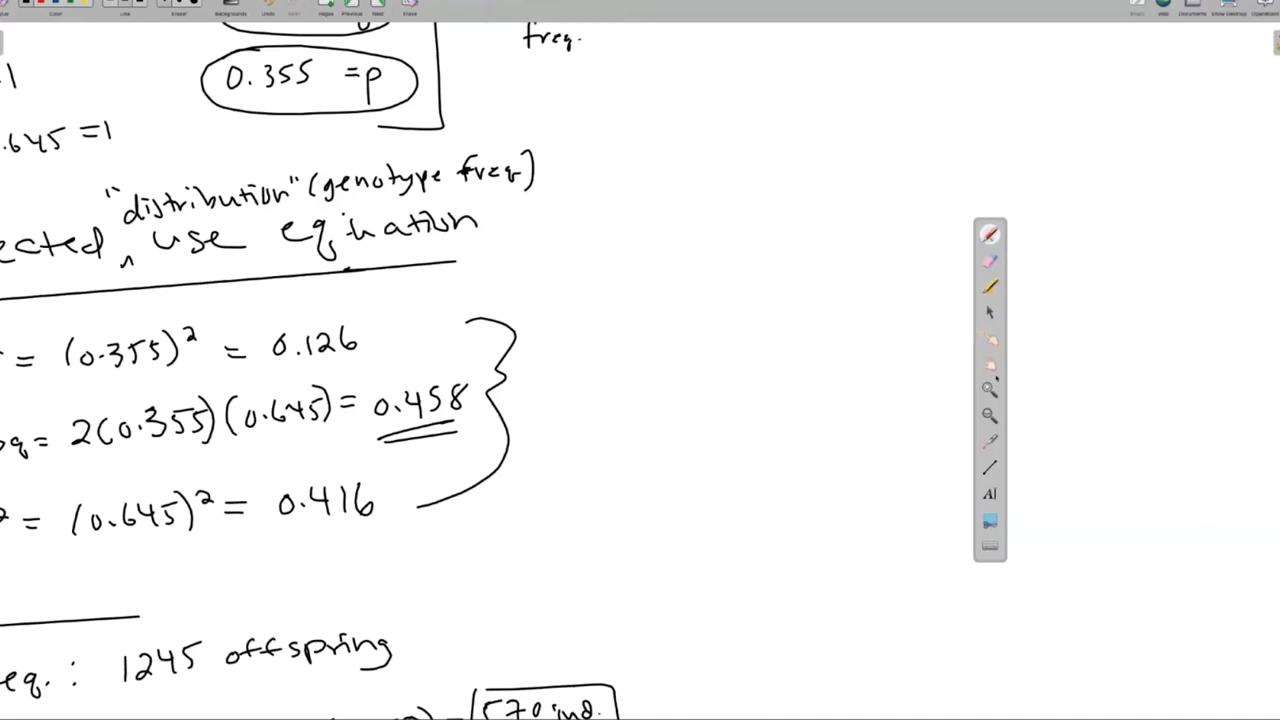 freq.
0.355 = p
.645 = 1
"distribution" (genotype freq)
ected, use equation
= (0.355)² = 0.126
pq = 2(0.355)(0.645) = 0.458
² = (0.645)² = 0.416
eq. : 1245 offspring
570 ind.